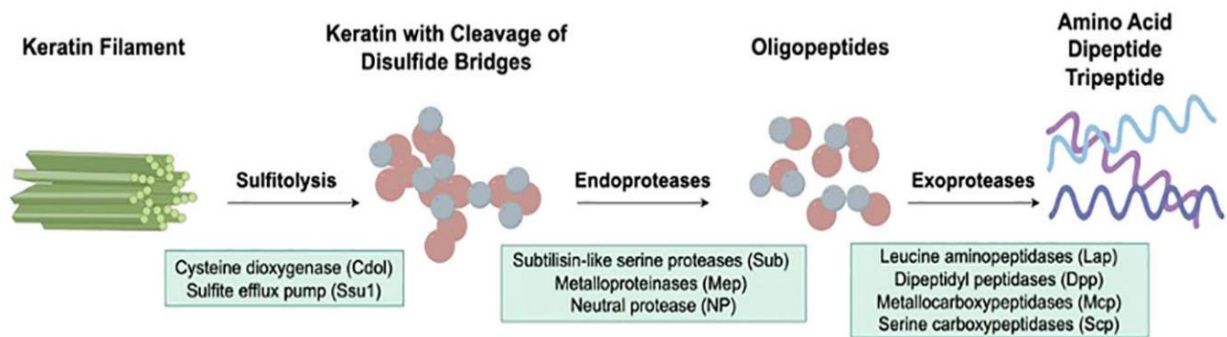 Keratin Filament
Keratin with Cleavage of
Disulfide Bridges
Oligopeptides
Amino Acid
Dipeptide
Tripeptide
Sulfitolysis
Endoproteases
Exoproteases
Cysteine dioxygenase (Cdol)
Sulfite efflux pump (Ssu1)
Subtilisin-like serine proteases (Sub)
Metalloproteinases (Mep)
Neutral protease (NP)
Leucine aminopeptidases (Lap)
Dipeptidyl peptidases (Dpp)
Metallocarboxypeptidases (Mcp)
Serine carboxypeptidases (Scp)